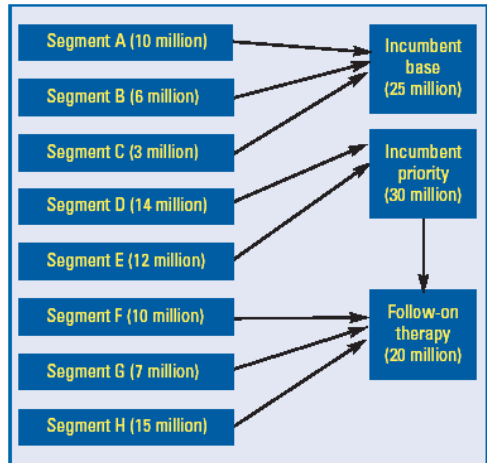 Segment A (10 million)
Segment B (6 million)
Segment C (3 million)
Segment D (14 million)
Segment E (12 million)
Segment F (10 million)
Segment G (7 million)
Segment H (15 million)
Incumbent
base
(25 million)
Incumbent
priority
(30 million)
Follow-on
therapy
(20 million)